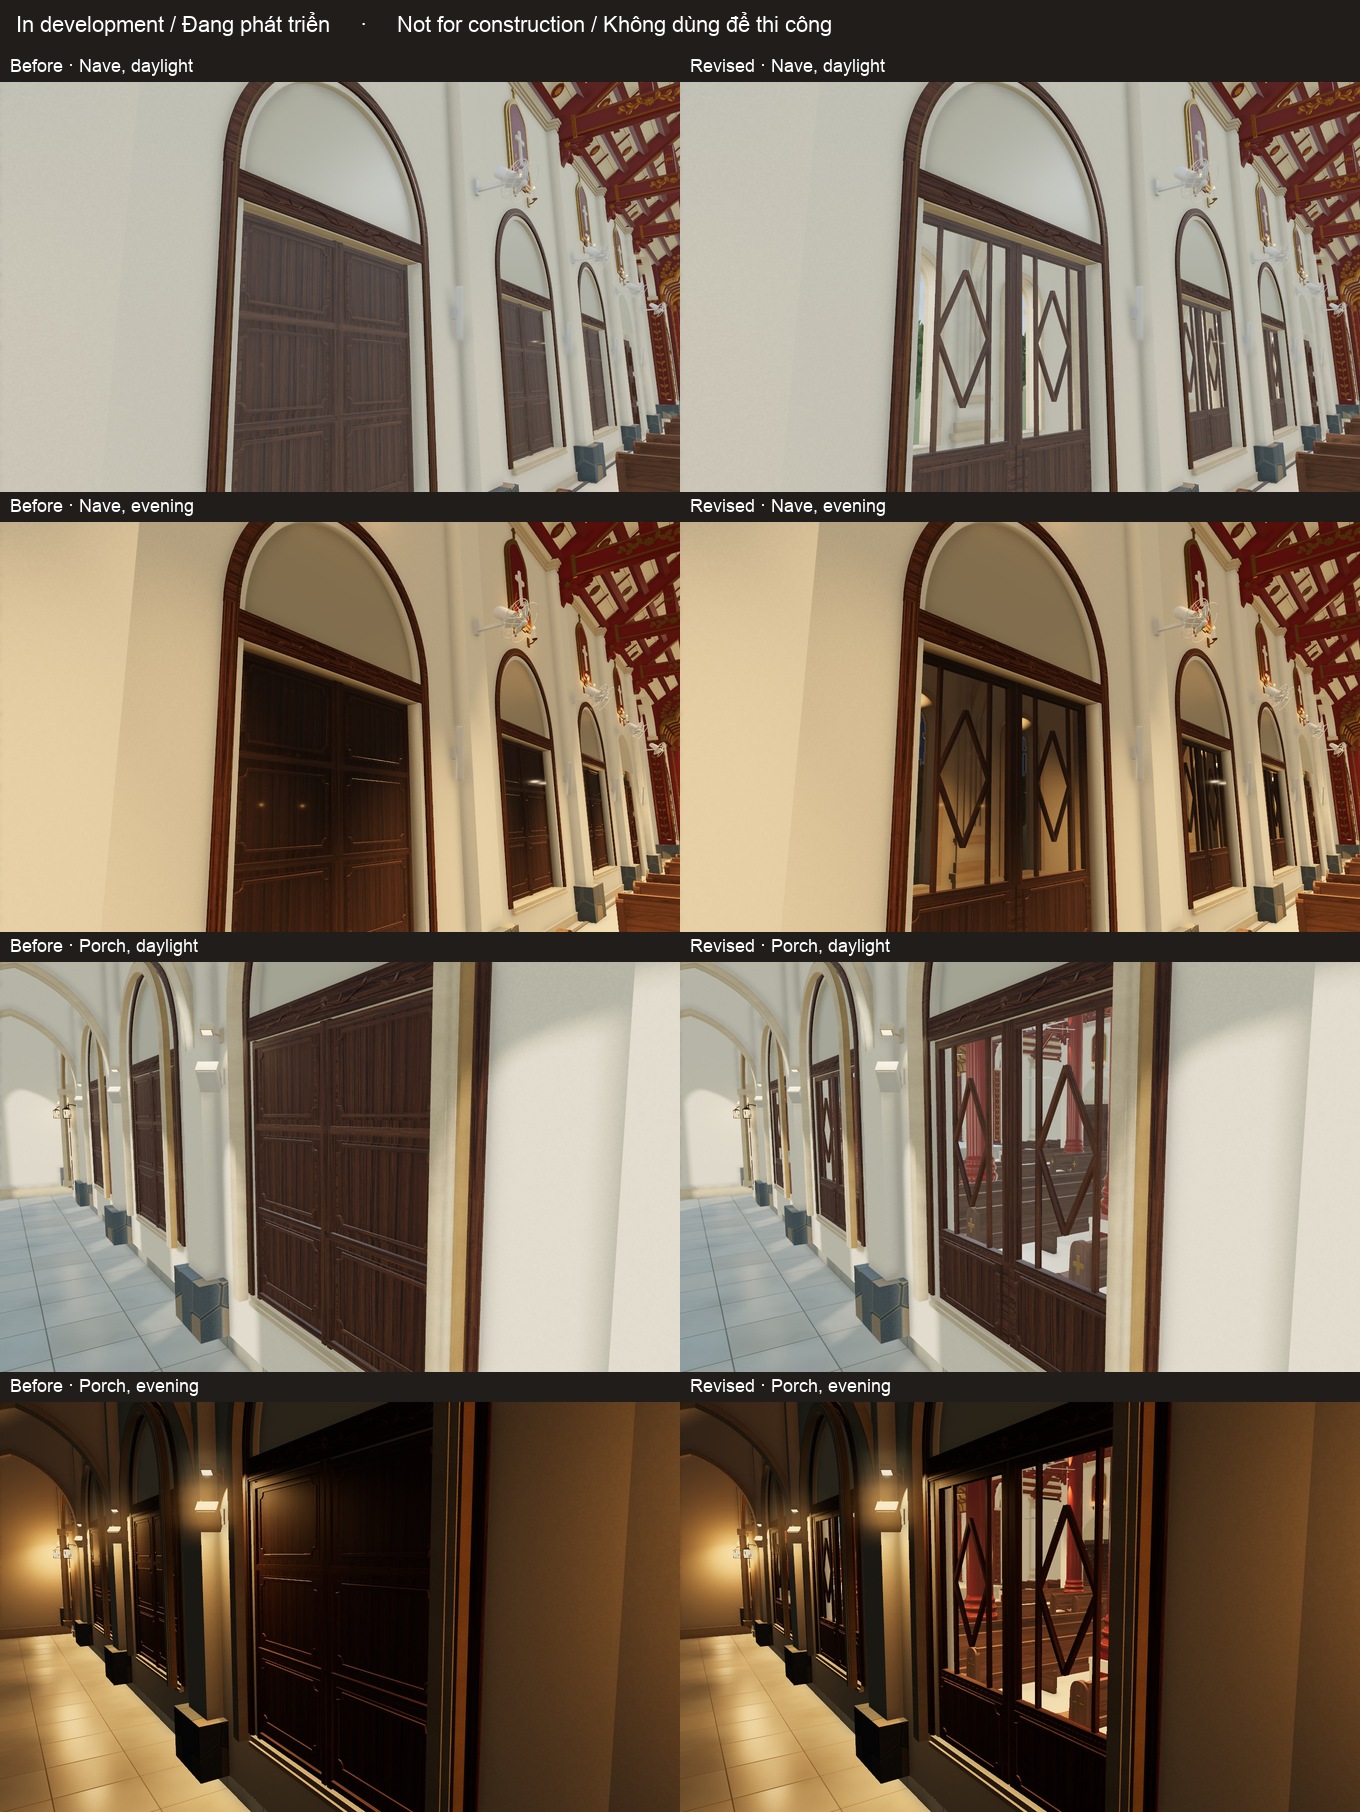 In development / Đang phát triển · Not for construction / Không dùng để thi công
Before · Nave, daylight
Revised · Nave, daylight
Before · Nave, evening
Revised · Nave, evening
Before · Porch, daylight
Revised · Porch, daylight
Before · Porch, evening
Revised · Porch, evening